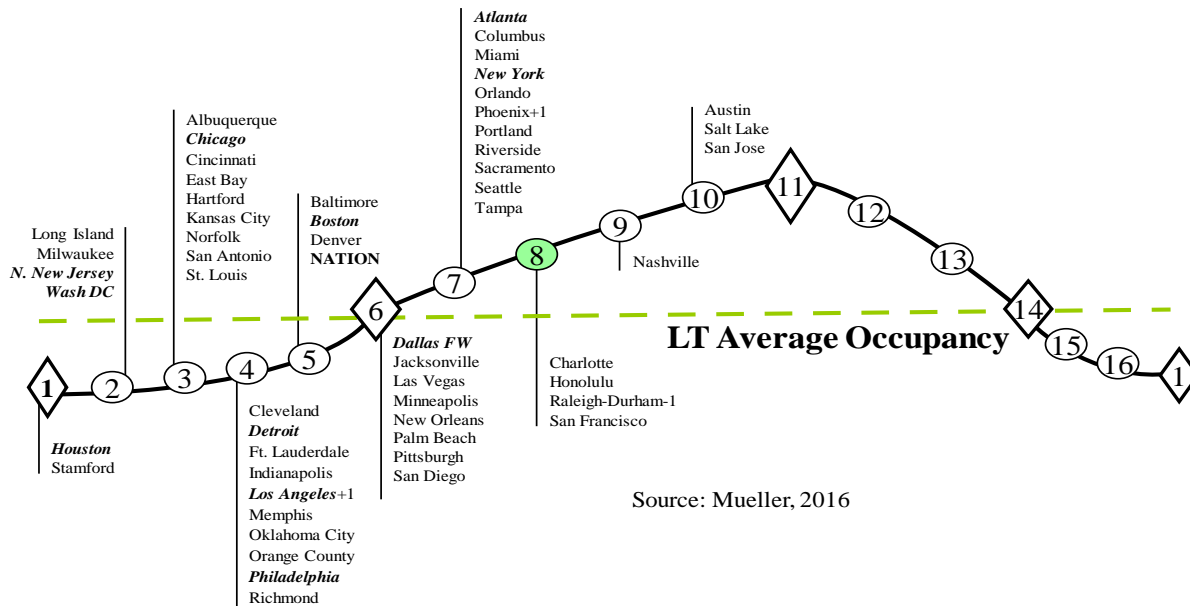 Atlanta
Columbus
Miami
New York
Orlando
Phoenix+1
Portland
Riverside
Sacramento
Seattle
Tampa
Austin
Salt Lake
San Jose
Albuquerque
Chicago
Cincinnati
East Bay
Hartford
Kansas City
Norfolk
San Antonio
St. Louis
Baltimore
Boston
Denver
NATION
Long Island
Milwaukee
N. New Jersey
Wash DC
1
2
3
4
5
6
7
8
9
10
11
12
13
14
15
16
1
Nashville
LT Average Occupancy
Houston
Stamford
Cleveland
Detroit
Ft. Lauderdale
Indianapolis
Los Angeles+1
Memphis
Oklahoma City
Orange County
Philadelphia
Richmond
Dallas FW
Jacksonville
Las Vegas
Minneapolis
New Orleans
Palm Beach
Pittsburgh
San Diego
Charlotte
Honolulu
Raleigh-Durham-1
San Francisco
Source: Mueller, 2016